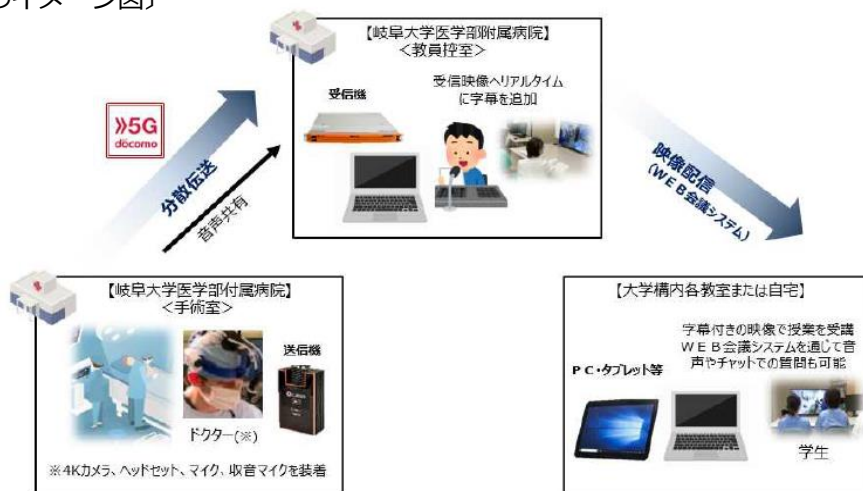 のイメージ図〕
【岐阜大学医学部附属病院】
＜教員控室＞
受信映像へリアルタイム
に字幕を追加
受信機
5G
döcomo
分散伝送
音声共有
映像配信
（ＷＥＢ会議システム）
【岐阜大学医学部付属病院】
＜手術室＞
送信機
ドクター(※)
※4Kカメラ、ヘッドセット、マイク、収音マイクを装着
【大学構内各教室または自宅】
字幕付きの映像で授業を受講
ＷＥＢ会議システムを通じて音
声やチャットでの質問も可能
ＰＣ・タブレット等
学生